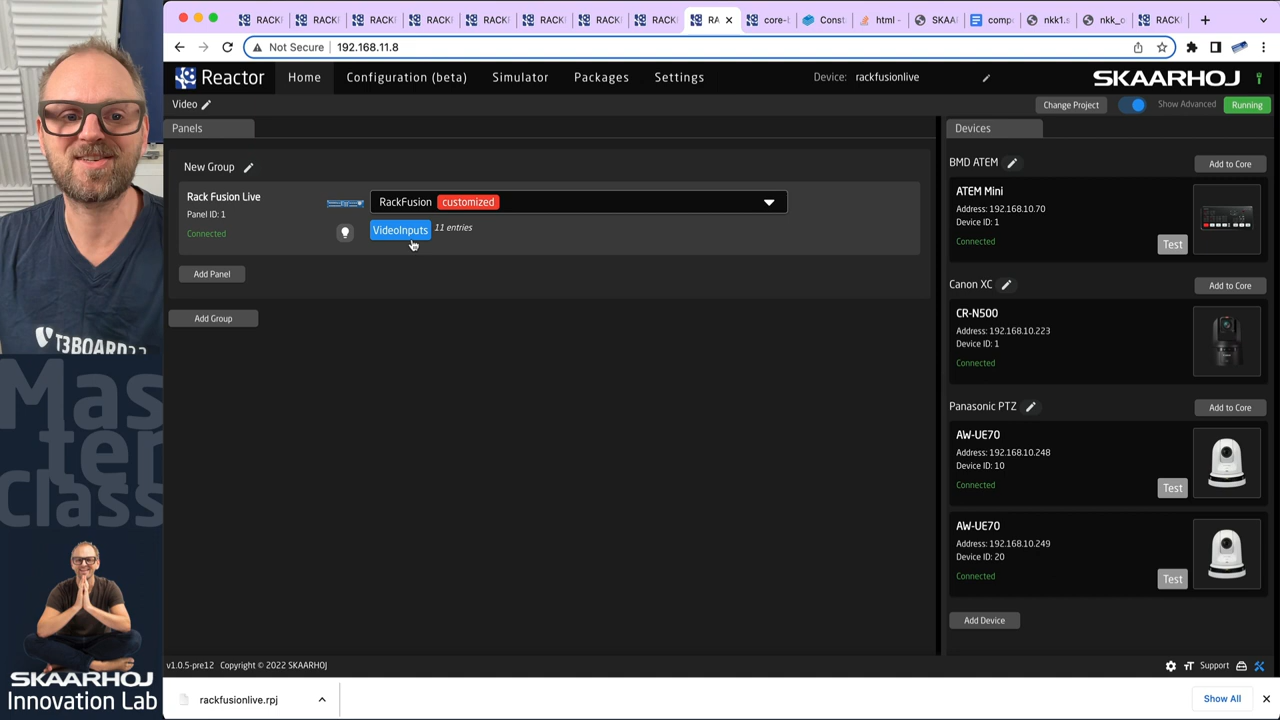 RACK
RACK
RACK
RACK
RACK
RACK
RACK
RACK
RA
core-
Const
html -
SKAA
comp
nkk1.s
nkk_c
RACK
Not Secure
192.168.11.8
Reactor
Home
Configuration (beta)
Simulator
Packages
Settings
Device: rackfusionlive
SKAARHOJ
Video
Change Project
Show Advanced
Running
Panels
New Group
Rack Fusion Live
Panel ID: 1
Connected
RackFusion customized
VideoInputs 11 entries
Add Panel
Add Group
Devices
BMD ATEM
Add to Core
ATEM Mini
Address: 192.168.10.70
Device ID: 1
Connected
Test
Canon XC
Add to Core
CR-N500
Address: 192.168.10.223
Device ID: 1
Connected
Panasonic PTZ
Add to Core
AW-UE70
Address: 192.168.10.248
Device ID: 10
Connected
Test
AW-UE70
Address: 192.168.10.249
Device ID: 20
Connected
Test
Add Device
v1.0.5-pre12 Copyright © 2022 SKAARHOJ
Support
rackfusionlive.rpj
Show All
Mas
ter
Class
SKAARHOJ
Innovation Lab